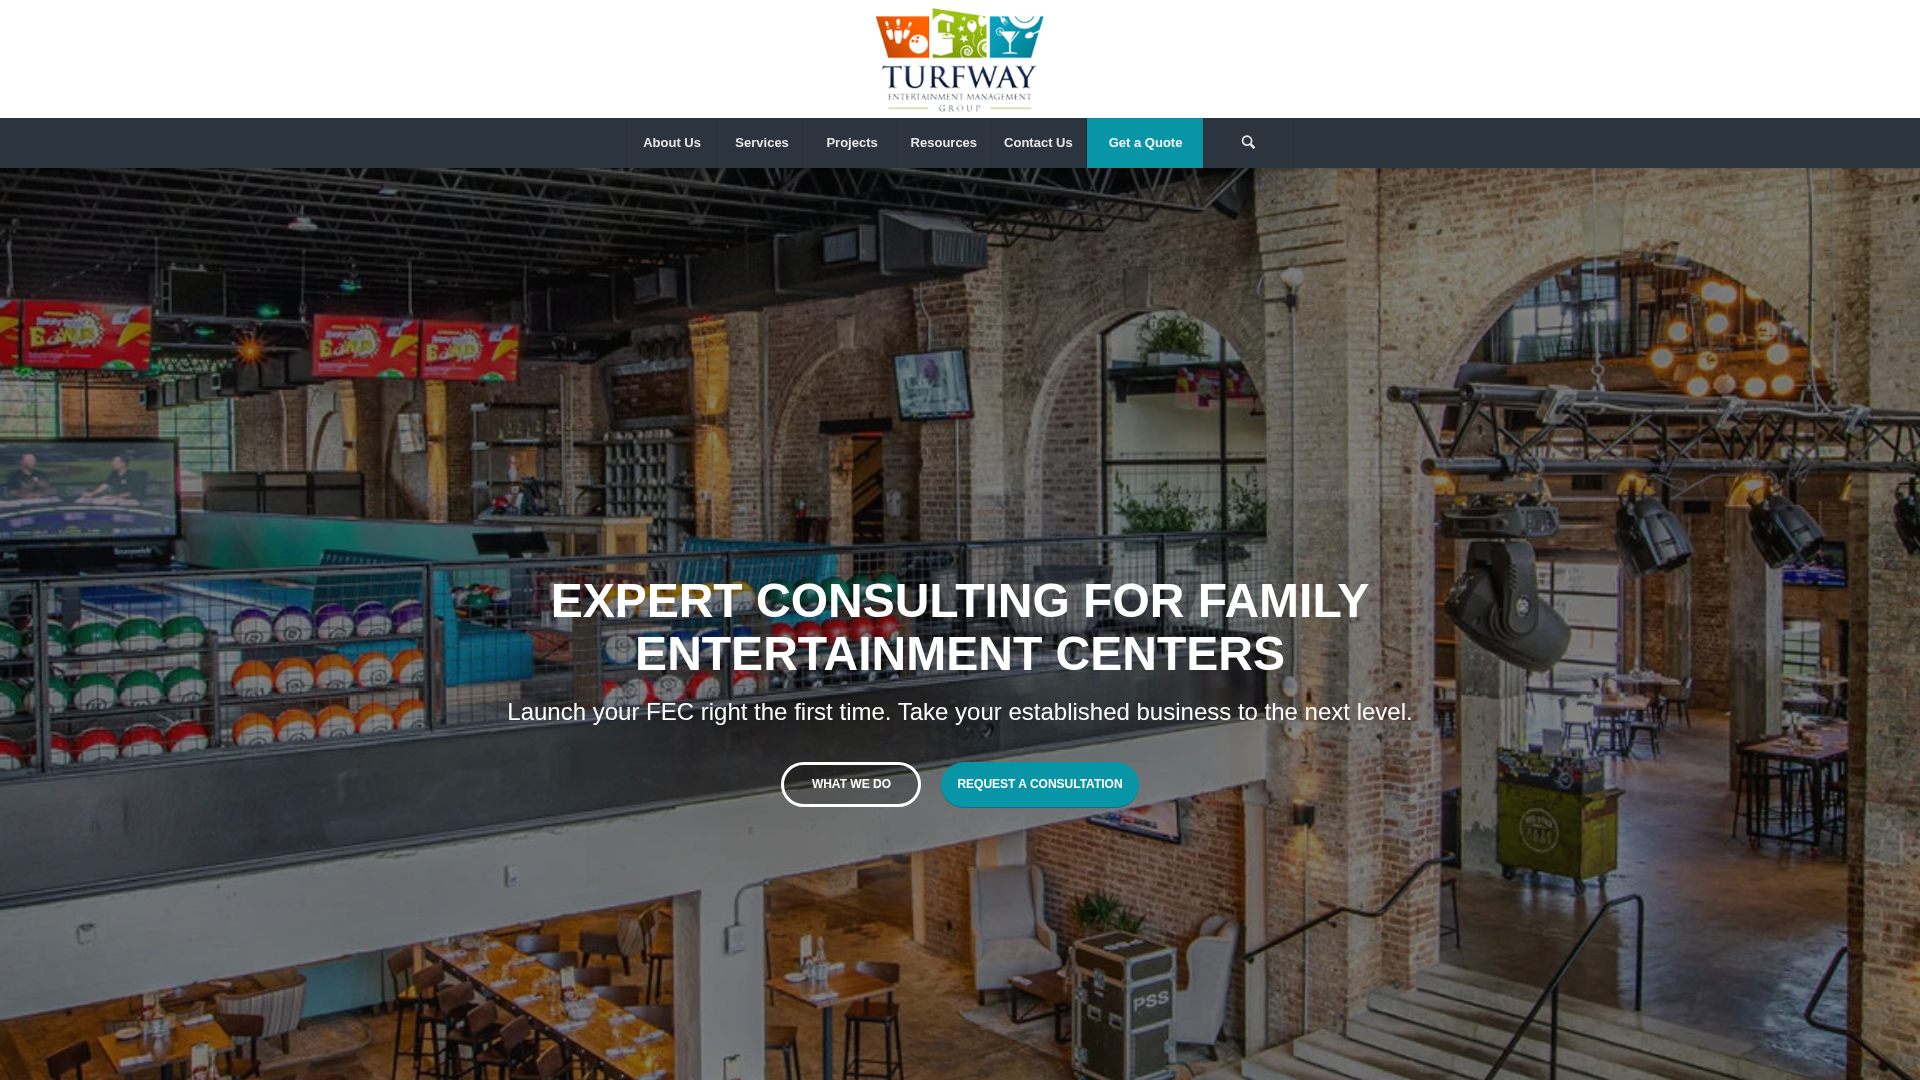 TURFWAY
ENTERTAINMENT MANAGEMENT
GROUP
About Us
Services
Projects
Resources
Contact Us
Get a Quote
EXPERT CONSULTING FOR FAMILY
ENTERTAINMENT CENTERS
Launch your FEC right the first time. Take your established business to the next level.
WHAT WE DO
REQUEST A CONSULTATION
PSS